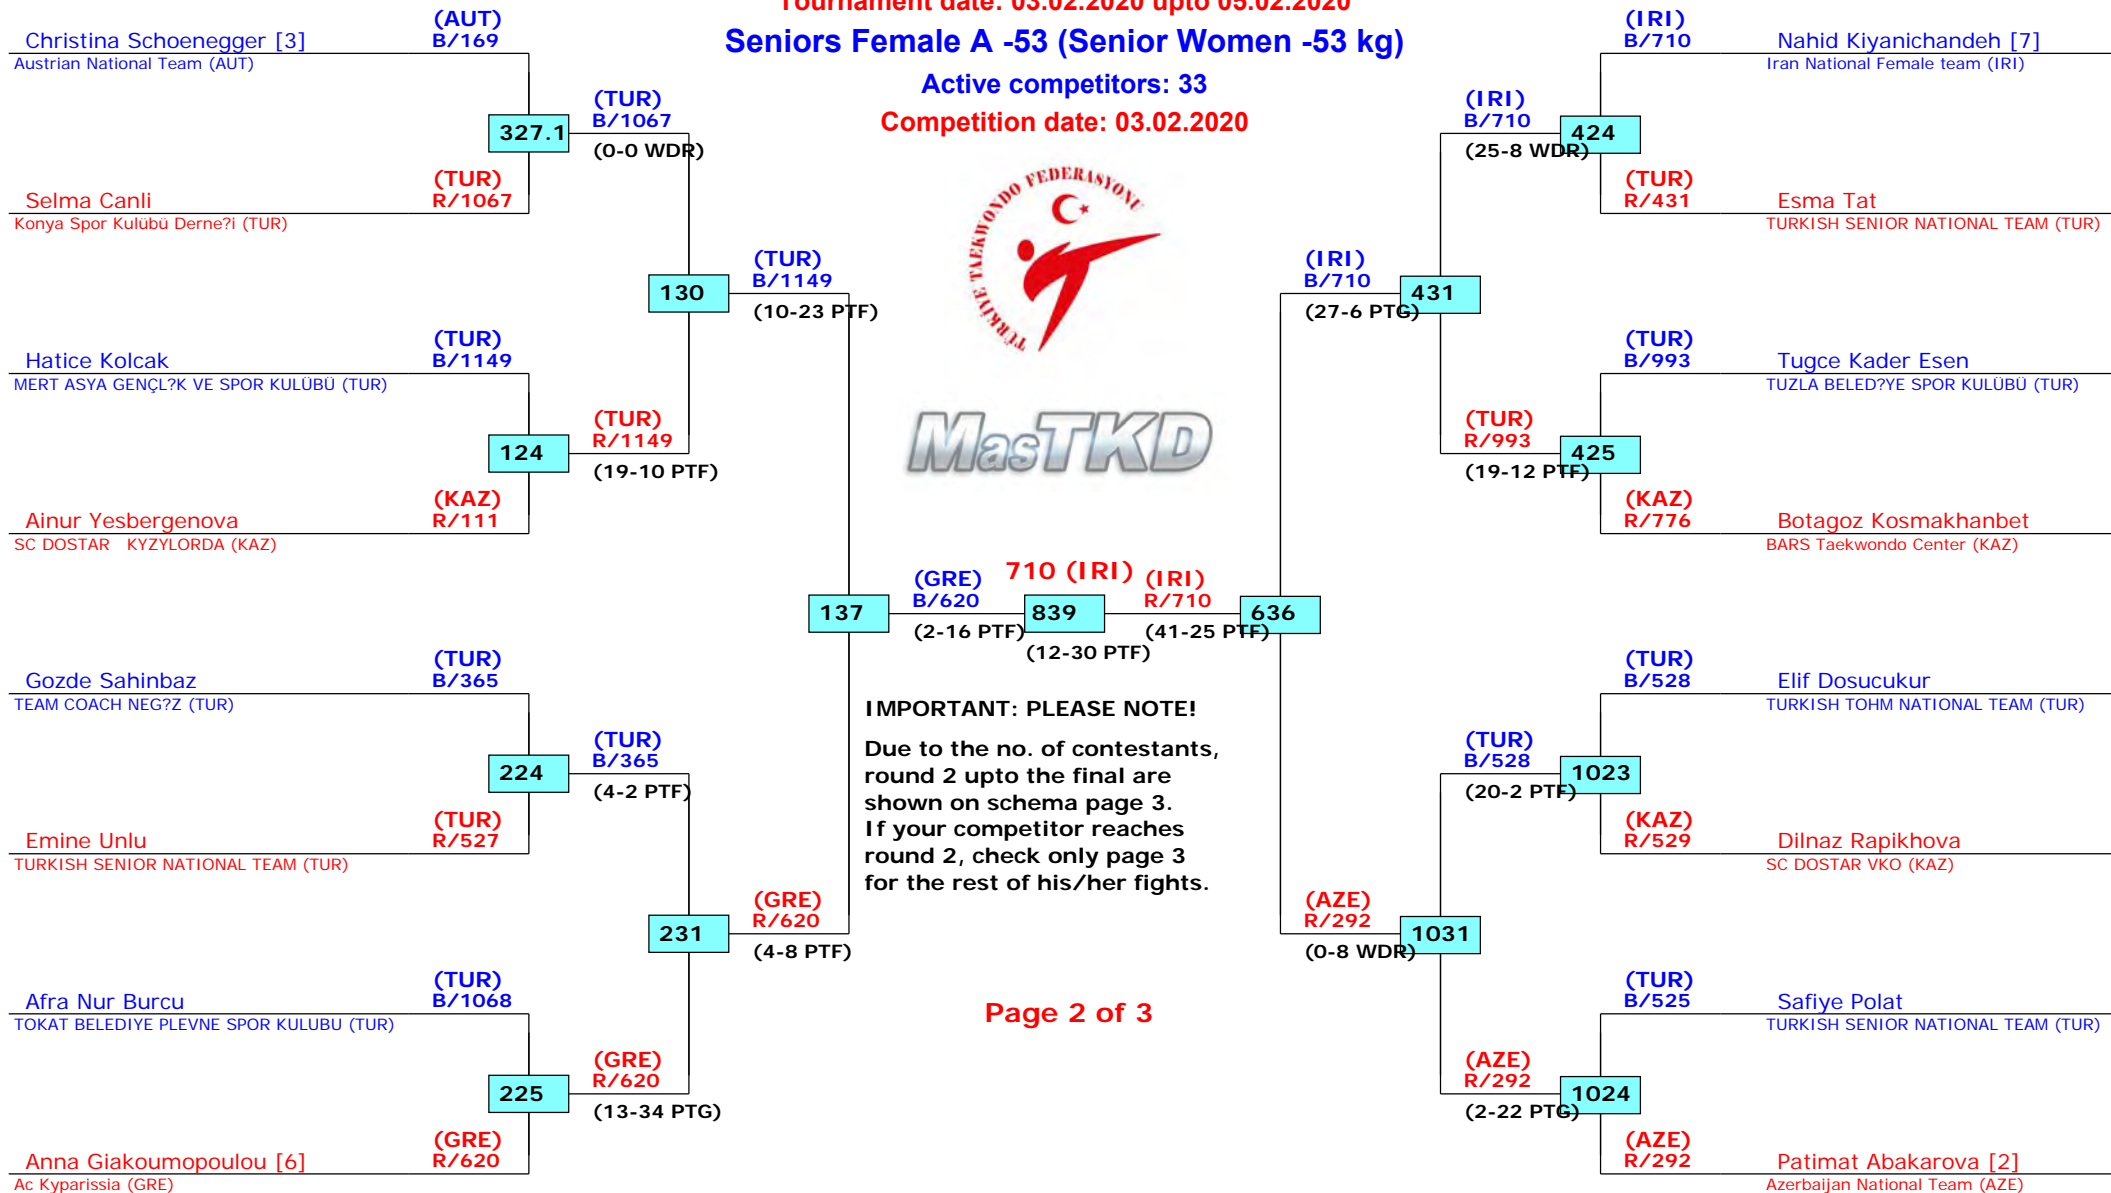 Tournament date: 03.02.2020 upto 05.02.2020
Seniors Female A -53 (Senior Women -53 kg)
Active competitors: 33
Competition date: 03.02.2020
Christina Schoenegger [3]
(AUT)
B/169
Austrian National Team (AUT)
327.1
(TUR)
B/1067
(0-0 WDR)
Selma Canli
(TUR)
R/1067
Konya Spor Kulübü Derne?i (TUR)
130
(TUR)
B/1149
(10-23 PTF)
Hatice Kolcak
(TUR)
B/1149
MERT ASYA GENÇL?K VE SPOR KULÜBÜ (TUR)
124
(TUR)
R/1149
(19-10 PTF)
Ainur Yesbergenova
(KAZ)
R/111
SC DOSTAR KYZYLORDA (KAZ)
137
(GRE)
B/620
(2-16 PTF)
Gozde Sahinbaz
(TUR)
B/365
TEAM COACH NEG?Z (TUR)
224
(TUR)
B/365
(4-2 PTF)
Emine Unlu
(TUR)
R/527
TURKISH SENIOR NATIONAL TEAM (TUR)
231
(GRE)
R/620
(4-8 PTF)
Afra Nur Burcu
(TUR)
B/1068
TOKAT BELEDIYE PLEVNE SPOR KULUBU (TUR)
225
(GRE)
R/620
(13-34 PTG)
Anna Giakoumopoulou [6]
(GRE)
R/620
Ac Kyparissia (GRE)
TÜRKİYE TAEKWONDO FEDERASYONU
MasTKD
710 (IRI)
839
(12-30 PTF)
IMPORTANT: PLEASE NOTE!
Due to the no. of contestants,
round 2 upto the final are
shown on schema page 3.
If your competitor reaches
round 2, check only page 3
for the rest of his/her fights.
Page 2 of 3
(IRI)
R/710
(41-25 PTF)
636
(IRI)
B/710
Nahid Kiyanichandeh [7]
Iran National Female team (IRI)
(IRI)
B/710
(25-8 WDR)
424
(TUR)
R/431
Esma Tat
TURKISH SENIOR NATIONAL TEAM (TUR)
(IRI)
B/710
(27-6 PTG)
431
(TUR)
B/993
Tugce Kader Esen
TUZLA BELED?YE SPOR KULÜBÜ (TUR)
(TUR)
R/993
(19-12 PTF)
425
(KAZ)
R/776
Botagoz Kosmakhanbet
BARS Taekwondo Center (KAZ)
(TUR)
B/528
Elif Dosucukur
TURKISH TOHM NATIONAL TEAM (TUR)
(TUR)
B/528
(20-2 PTF)
1023
(KAZ)
R/529
Dilnaz Rapikhova
SC DOSTAR VKO (KAZ)
(AZE)
R/292
(0-8 WDR)
1031
(TUR)
B/525
Safiye Polat
TURKISH SENIOR NATIONAL TEAM (TUR)
(AZE)
R/292
(2-22 PTG)
1024
(AZE)
R/292
Patimat Abakarova [2]
Azerbaijan National Team (AZE)